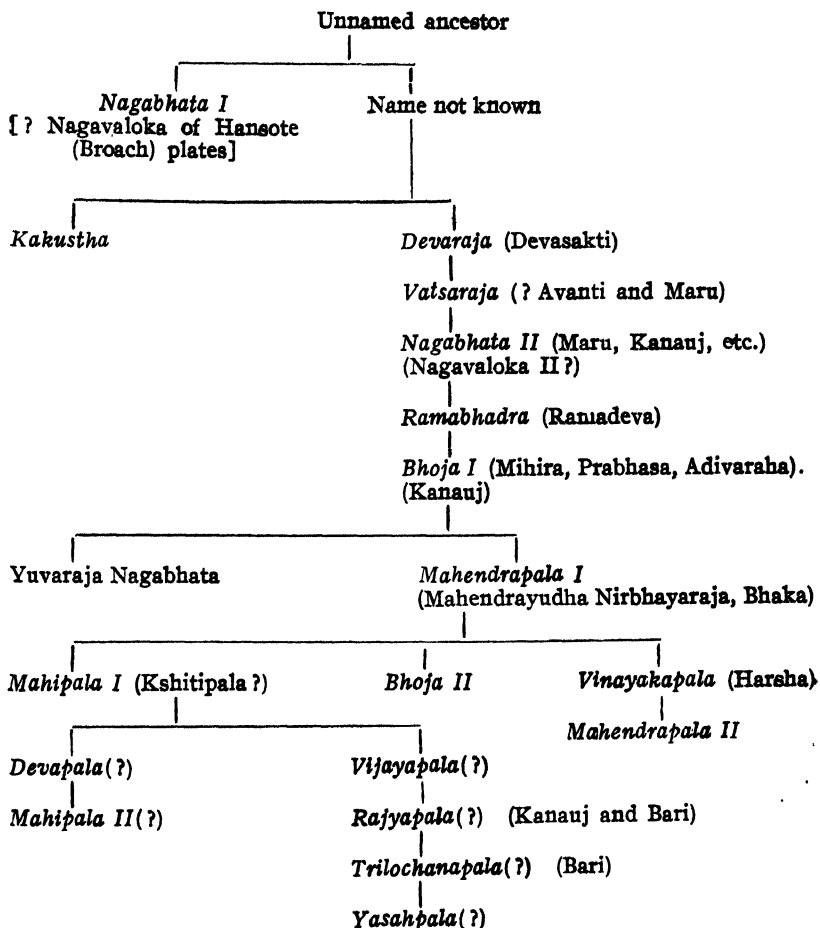 Unnamed ancestor
Nagabhata I
Name not known
[? Nagavaloka of Hansote
(Broach) plates]
Kakustha
Devaraja (Devasakti)
Vatsaraja (? Avanti and Maru)
Nagabhata II (Maru, Kanauj, etc.)
(Nagavaloka II?)
Ramabhadra (Ramadeva)
Bhoja I (Mihira, Prabhasa, Adivaraha).
(Kanauj)
Yuvaraja Nagabhata
Mahendrapala I
(Mahendrayudha Nirbhayaraja, Bhaka)
Mahipala I (Kshitipala?)
Bhoja II
Vinayakapala (Harsha)
Mahendrapala II
Devapala(?)
Vijayapala(?)
Mahipala II(?)
Rajyapala(?) (Kanauj and Bari)
Trilochanapala(?) (Bari)
Yasahpala(?)